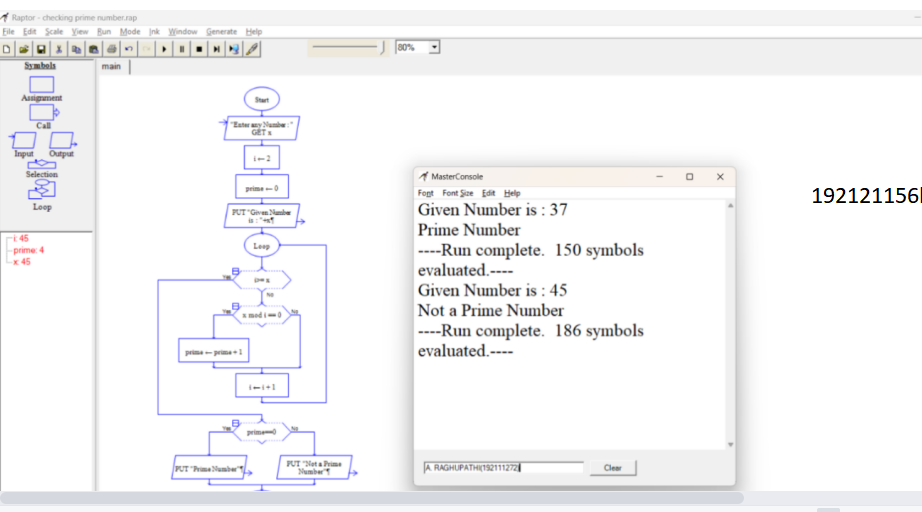 Raptor - checking prime number.rap
File Edit Scale View Run Mode Ink Window Generate Help
80%
Symbols
main
Assignment
Call
Input Output
Selection
Loop
i: 45
prime: 4
x: 45
Start
"Enter any Number : "
GET x
i ← 2
prime ← 0
PUT "Given Number
is : "+x¶
Loop
Yes i>= x
No
Yes x mod i == 0 No
prime ← prime + 1
i ← i + 1
Yes prime==0 No
PUT "Prime Number"¶
PUT "Not a Prime
Number"¶
MasterConsole
Font Font Size Edit Help
Given Number is : 37
Prime Number
----Run complete. 150 symbols
evaluated.----
Given Number is : 45
Not a Prime Number
----Run complete. 186 symbols
evaluated.----
A. RAGHUPATHI(192111272)
Clear
192121156